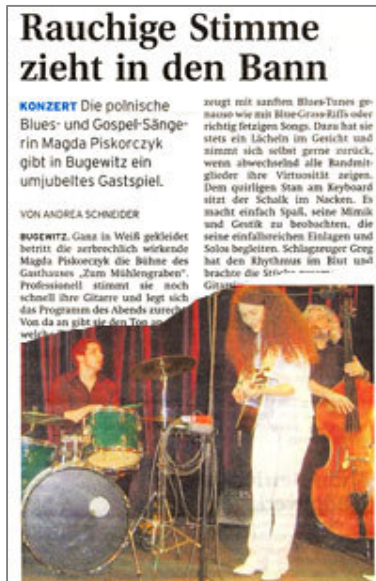 Rauchige Stimme
zieht in den Bann
KONZERT Die polnische
Blues- und Gospel-Sänge-
rin Magda Piskorczyk
gibt in Bugewitz ein
umjubeltes Gastspiel.
VON ANDREA SCHNEIDER
BUGEWITZ. Ganz in Weiß gekleidet
betritt die zerbrechlich wirkende
Magda Piskorczyk die Bühne des
Gasthauses „Zum Mühlengraben“.
Professionell stimmt sie noch
schnell ihre Gitarre und legt sich
das Programm des Abends zurecht.
Von da an gibt sie den Ton an
welche
zeugt mit sanften Blues-Tunes ge-
nauso wie mit Blue-Grass-Riffs oder
richtig fetzigen Songs. Dazu hat sie
stets ein Lächeln im Gesicht und
nimmt sich selbst gerne zurück,
wenn abwechselnd alle Bandmit-
glieder ihre Virtuosität zeigen.
Dem quirligen Stan am Keyboard
sitzt der Schalk im Nacken. Es
macht einfach Spaß, seine Mimik
und Gestik zu beobachten, die
seine einfallsreichen Einlagen und
Solos begleiten. Schlagzeuger Greg
hat den Rhythmus im Blut und
brachte die Stücke